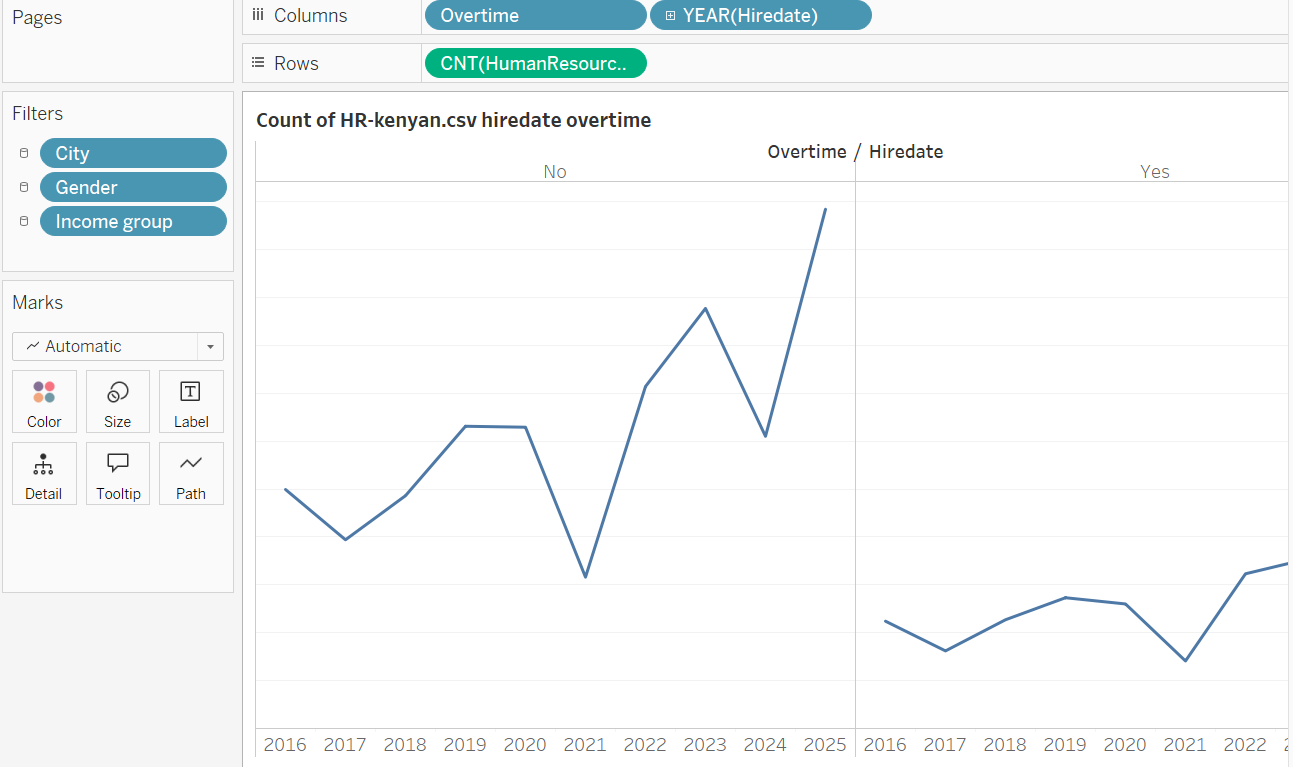 Pages
Columns
Overtime
YEAR(Hiredate)
Rows
CNT(HumanResourc..
Filters
City
Gender
Income group
Marks
Automatic
Color
Size
Label
Detail
Tooltip
Path
Count of HR-kenyan.csv hiredate overtime
Overtime / Hiredate
No
Yes
2016 2017 2018 2019 2020 2021 2022 2023 2024 2025 2016 2017 2018 2019 2020 2021 2022